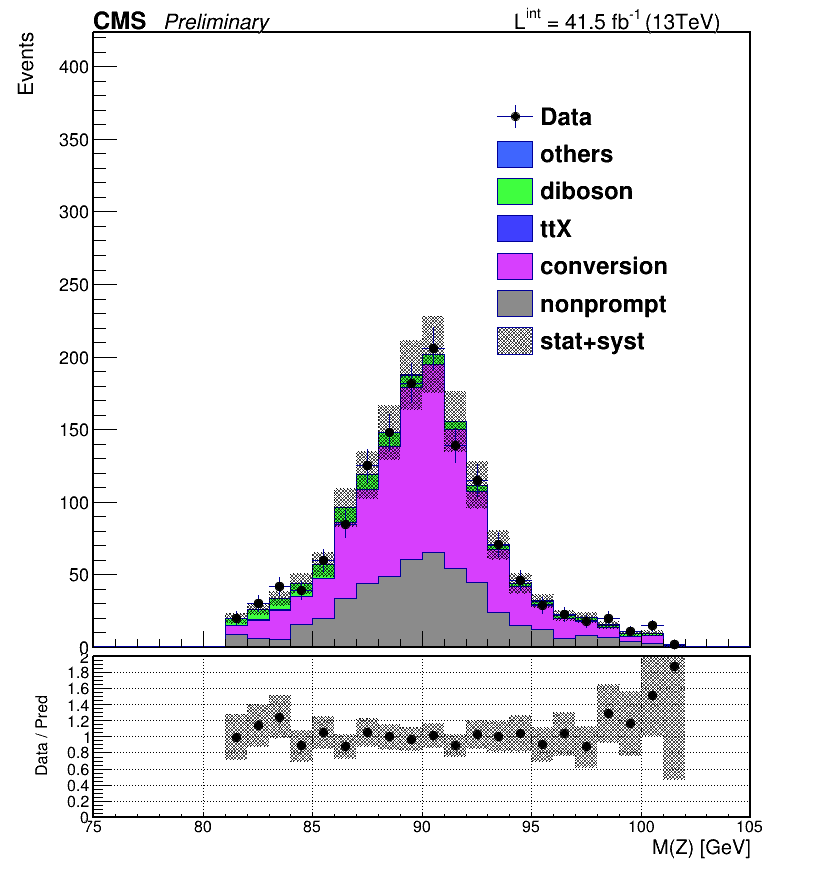 CMS Preliminary
L^int = 41.5 fb^-1 (13TeV)
Events
400
350
300
250
200
150
100
50
0
Data
others
diboson
ttX
conversion
nonprompt
stat+syst
Data / Pred
2
1.8
1.6
1.4
1.2
1
0.8
0.6
0.4
0.2
0
75 80 85 90 95 100 105
M(Z) [GeV]